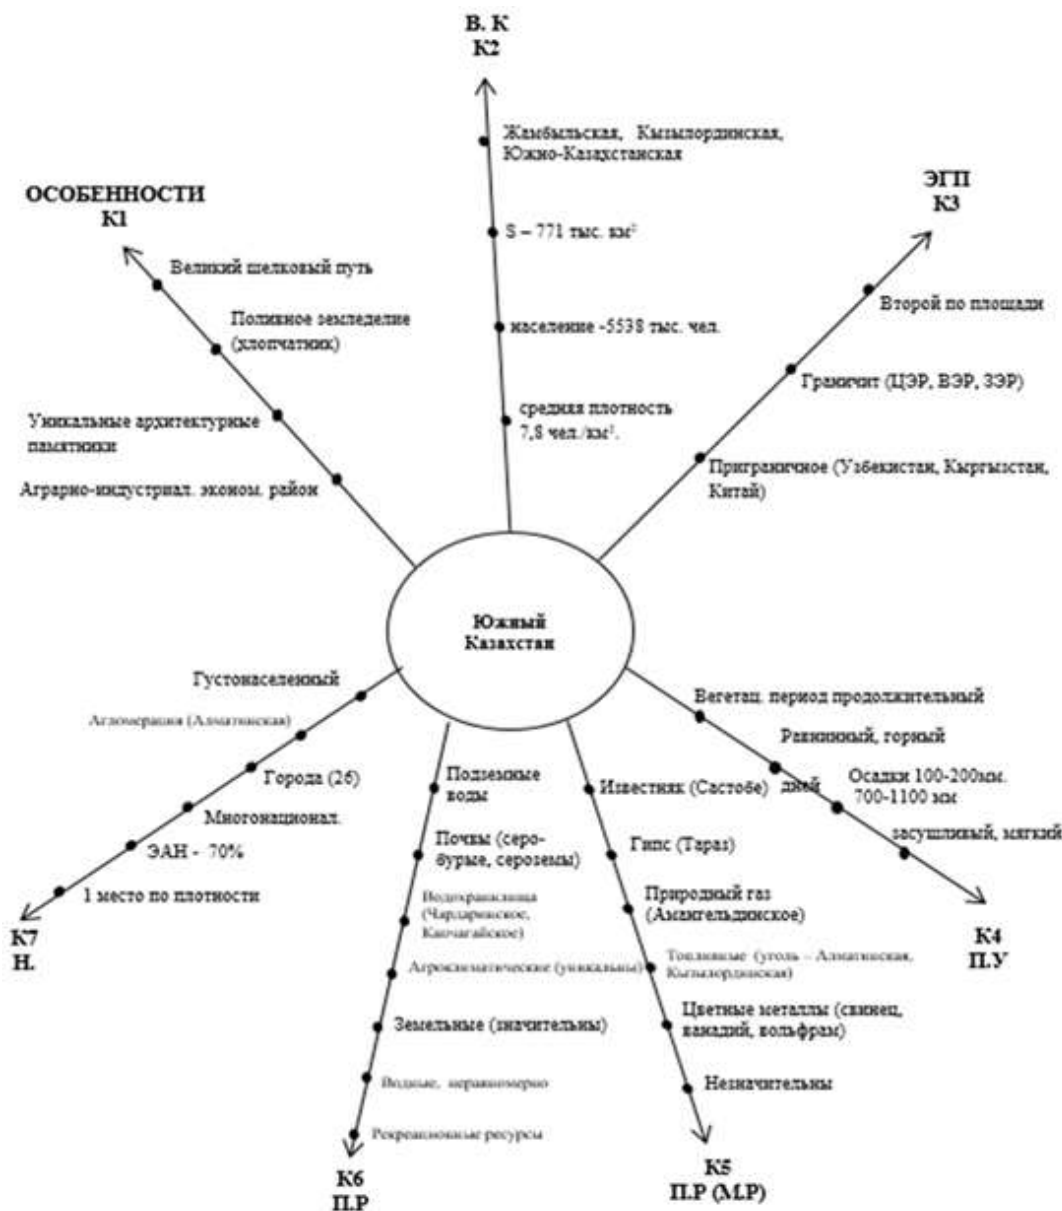 В. К
К2
Жамбыльская, Кызылординская,
Южно-Казахстанская
S – 771 тыс. км²
население -5538 тыс. чел.
средняя плотность
7,8 чел./км².
ОСОБЕННОСТИ
К1
Великий шелковый путь
Поливное земледелие
(хлопчатник)
Уникальные архитектурные
памятники
Аграрно-индустриал. эконом. район
ЭГП
К3
Второй по площади
Граничит (ЦЭР, ВЭР, ЗЭР)
Приграничное (Узбекистан, Кыргызстан,
Китай)
Южный
Казахстан
Густонаселенный
Агломерация (Алматинская)
Города (26)
Многонационал.
ЭАН - 70%
1 место по плотности
К7
Н.
Подземные
воды
Почвы (серо-
бурые, сероземы)
Водохранилища
(Чардаринское,
Капчагайское)
Агроклиматические (уникальны)
Земельные (значительны)
Водные, неравномерно
Рекреационные ресурсы
К6
П.Р
Известняк (Састобе)
Гипс (Тараз)
Природный газ
(Амангельдинское)
Топливные (уголь – Алматинская,
Кызылординская)
Цветные металлы (свинец,
ванадий, вольфрам)
Незначительны
К5
П.Р (М.Р)
Вегетац. период продолжительный
Равнинный, горный
дней
Осадки 100-200мм.
700-1100 мм
засушливый, мягкий
К4
П.У